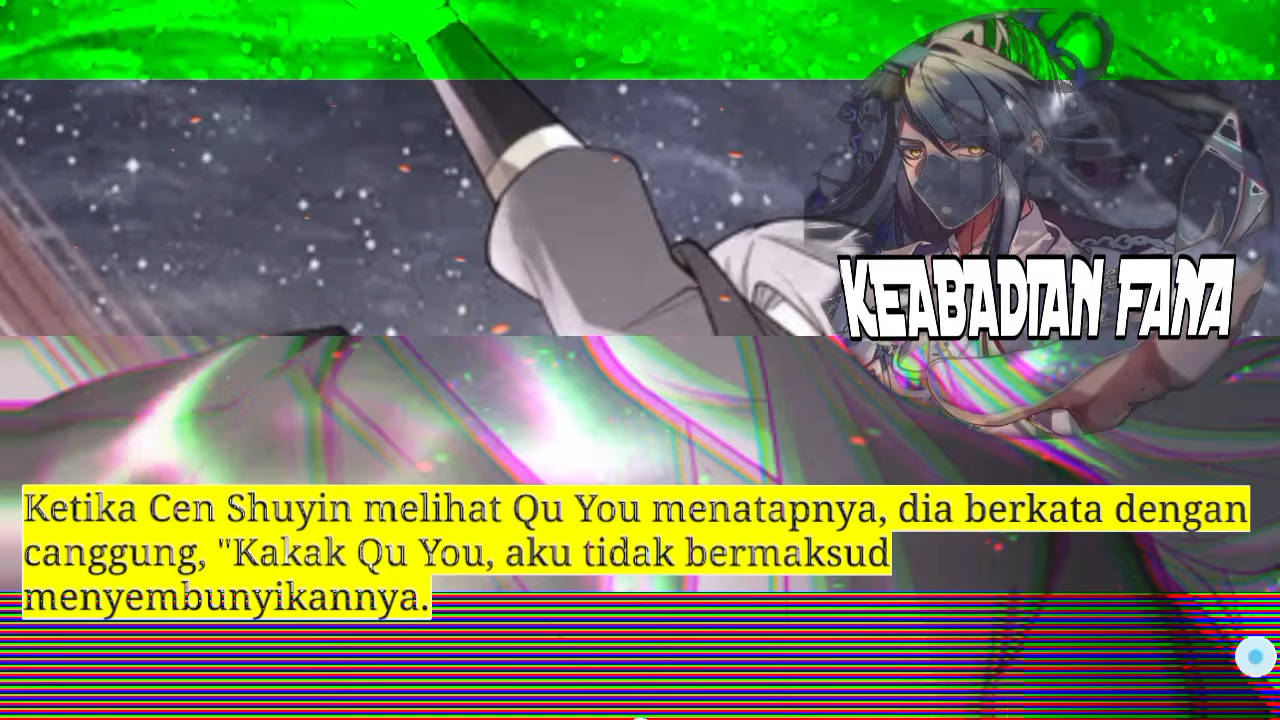 KEABADIAN FANA
Ketika Cen Shuyin melihat Qu You menatapnya, dia berkata dengan
canggung, "Kakak Qu You, aku tidak bermaksud
menyembunyikannya.